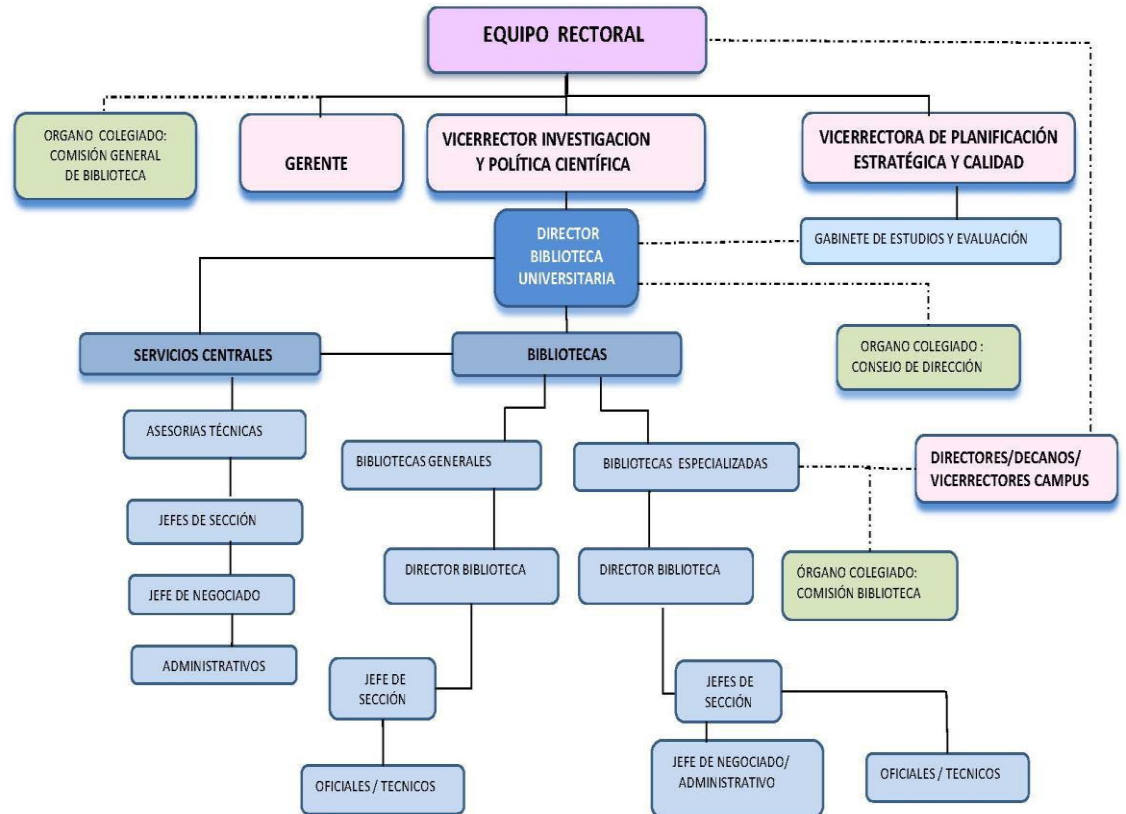 EQUIPO RECTORAL
ORGANO COLEGIADO:
COMISIÓN GENERAL
DE BIBLIOTECA
GERENTE
VICERRECTOR INVESTIGACION
Y POLÍTICA CIENTÍFICA
VICERRECTORA DE PLANIFICACIÓN
ESTRATÉGICA Y CALIDAD
DIRECTOR
BIBLIOTECA
UNIVERSITARIA
GABINETE DE ESTUDIOS Y EVALUACIÓN
SERVICIOS CENTRALES
BIBLIOTECAS
ORGANO COLEGIADO :
CONSEJO DE DIRECCIÓN
ASESORIAS TÉCNICAS
BIBLIOTECAS GENERALES
BIBLIOTECAS ESPECIALIZADAS
DIRECTORES/DECANOS/
VICERRECTORES CAMPUS
JEFES DE SECCIÓN
DIRECTOR BIBLIOTECA
DIRECTOR BIBLIOTECA
ÓRGANO COLEGIADO:
COMISIÓN BIBLIOTECA
JEFE DE NEGOCIADO
ADMINISTRATIVOS
JEFE DE
SECCIÓN
JEFES DE
SECCIÓN
OFICIALES / TECNICOS
JEFE DE NEGOCIADO/
ADMINISTRATIVO
OFICIALES / TECNICOS